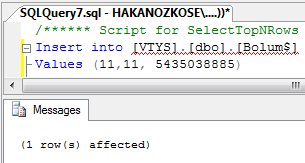 SQLQuery7.sql - HAKANOZKOSE\....))*
/****** Script for SelectTopNRows
Insert into [VTYS].[dbo].[Bolum$]
Values (11,11, 5435038885)
Messages
(1 row(s) affected)